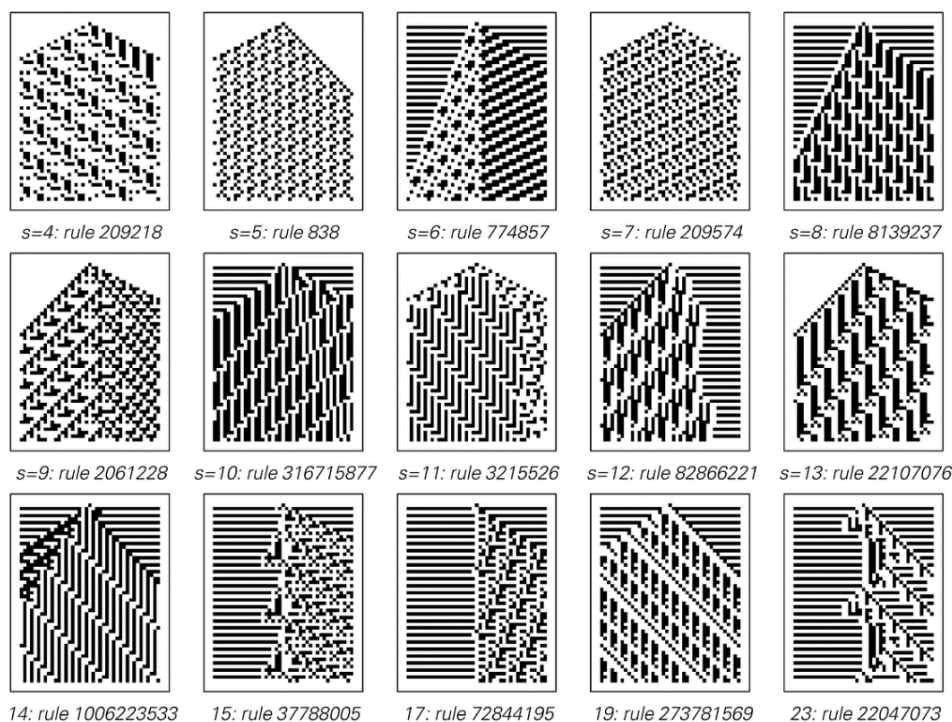 s=4: rule 209218 s=5: rule 838 s=6: rule 774857 s=7: rule 209574 s=8: rule 8139237
s=9: rule 2061228 s=10: rule 316715877 s=11: rule 3215526 s=12: rule 82866221 s=13: rule 22107076
14: rule 1006223533 15: rule 37788005 17: rule 72844195 19: rule 273781569 23: rule 22047073